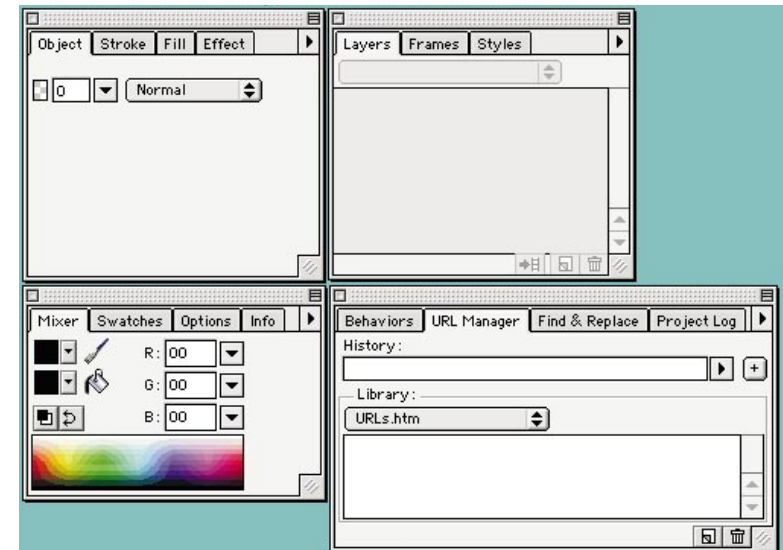 Object Stroke Fill Effect
0 Normal
Layers Frames Styles
Mixer Swatches Options Info
R: 00
G: 00
B: 00
Behaviors URL Manager Find & Replace Project Log
History:
Library:
URLs.htm